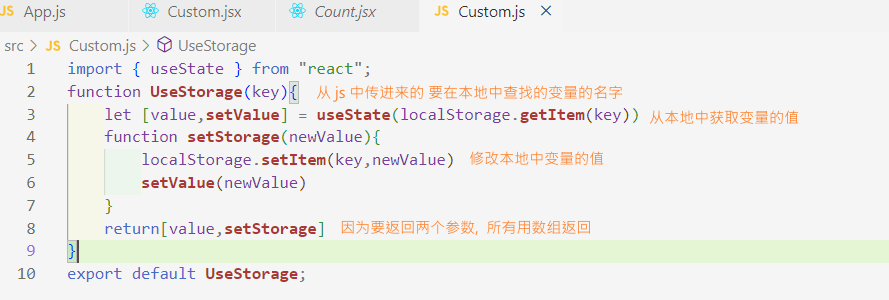 JS App.js Custom.jsx Count.jsx JS Custom.js ×
src > JS Custom.js > UseStorage
1 import { useState } from "react";
2 function UseStorage(key){ 从 js 中传进来的 要在本地中查找的变量的名字
3 let [value,setValue] = useState(localStorage.getItem(key)) 从本地中获取变量的值
4 function setStorage(newValue){
5 localStorage.setItem(key,newValue) 修改本地中变量的值
6 setValue(newValue)
7 }
8 return[value,setStorage] 因为要返回两个参数, 所有用数组返回
9 }
10 export default UseStorage;